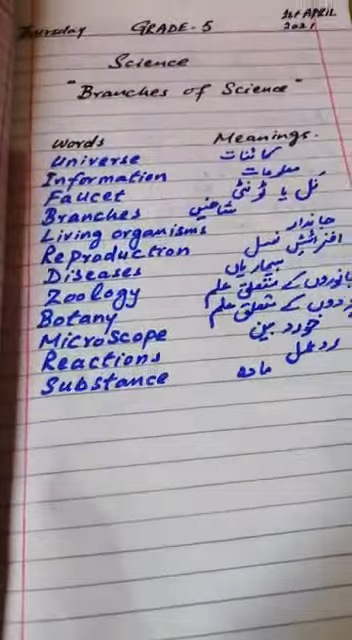 Thursday GRADE-5 1st APRIL
2021
Science
"Branches of Science"
Words Meanings.
Universe کائنات
Information معلومات
Faucet نل یا ٹونٹی
Branches شاخیں
Living organisms جاندار
Reproduction افزائش نسل
Diseases بیماریاں
Zoology جانوروں کے متعلق علم
Botany پودوں کے متعلق علم
Microscope خورد بین
Reactions ردعمل
Substance مادہ